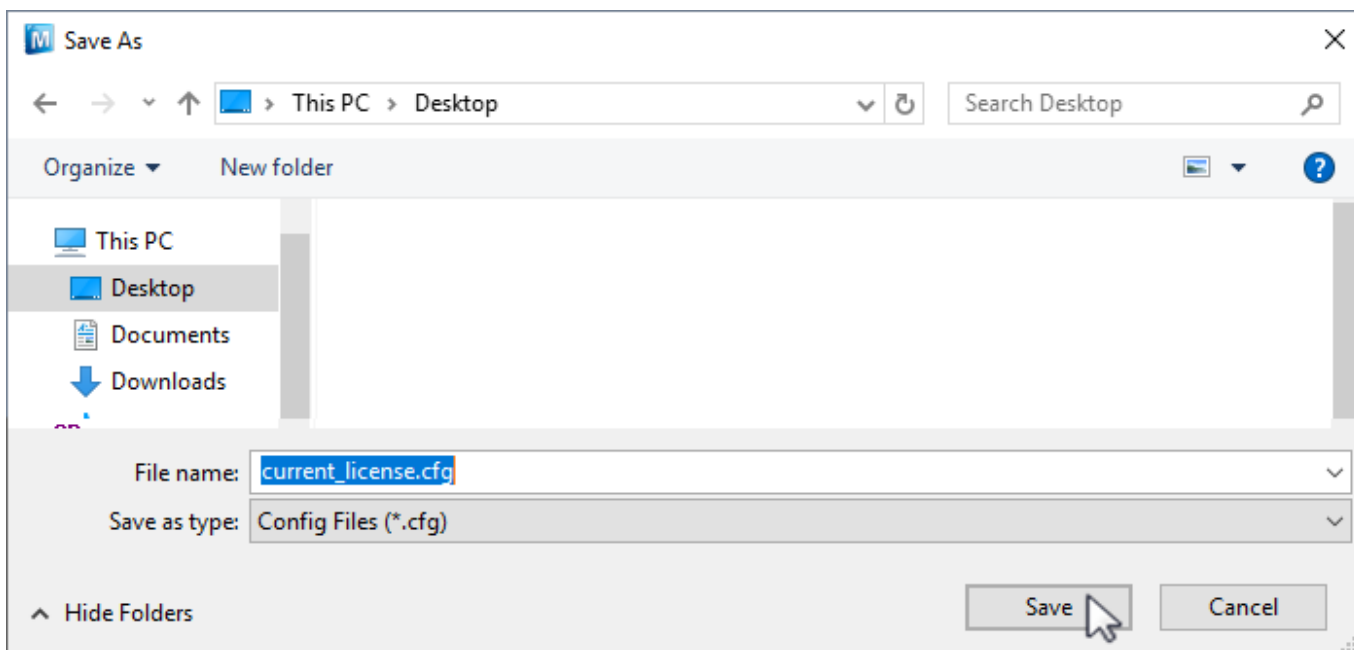 M Save As
This PC > Desktop
Search Desktop
Organize
New folder
?
This PC
Desktop
Documents
Downloads
File name: current_license.cfg
Save as type: Config Files (*.cfg)
Hide Folders
Save
Cancel